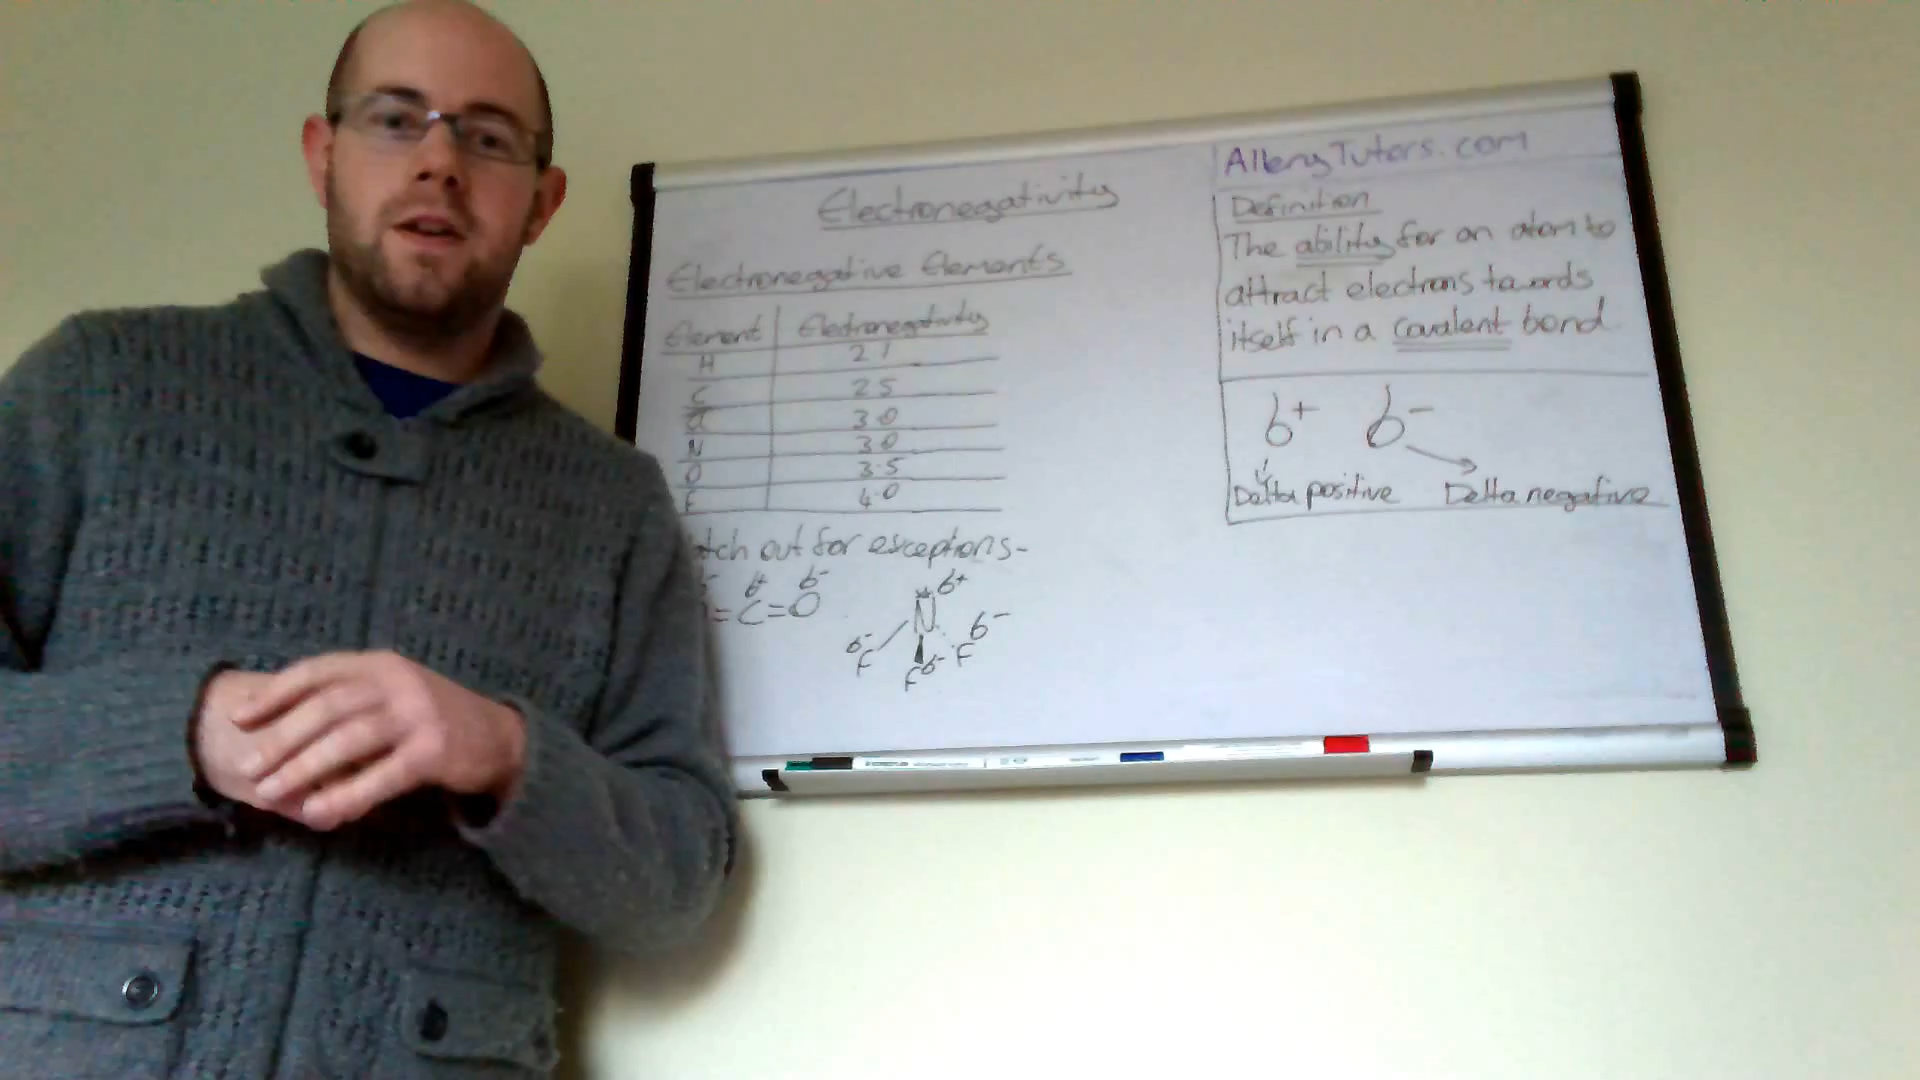 Electronegativity
Electronegative Elements
Element Electronegativity
H 2.1
C 2.5
Cl 3.0
N 3.0
O 3.5
F 4.0
out for exceptions-
δ+ δ-
=C=O
δ+
N
δ- δ-
F F δ- F
AllerySTutors.com
Definition
The ability for an atom to
attract electrons towards
itself in a covalent bond.
δ+ δ-
Delta positive Delta negative